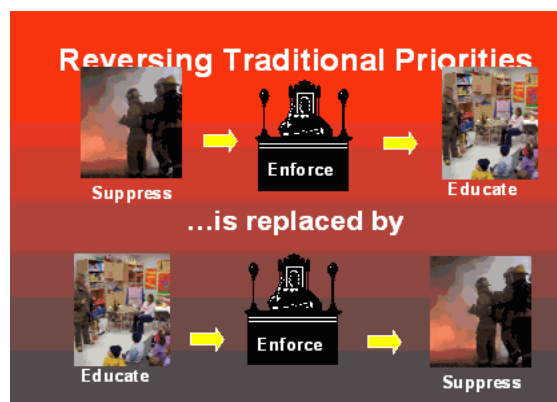 Reversing Traditional Priorities
Suppress
Enforce
Educate
...is replaced by
Educate
Enforce
Suppress